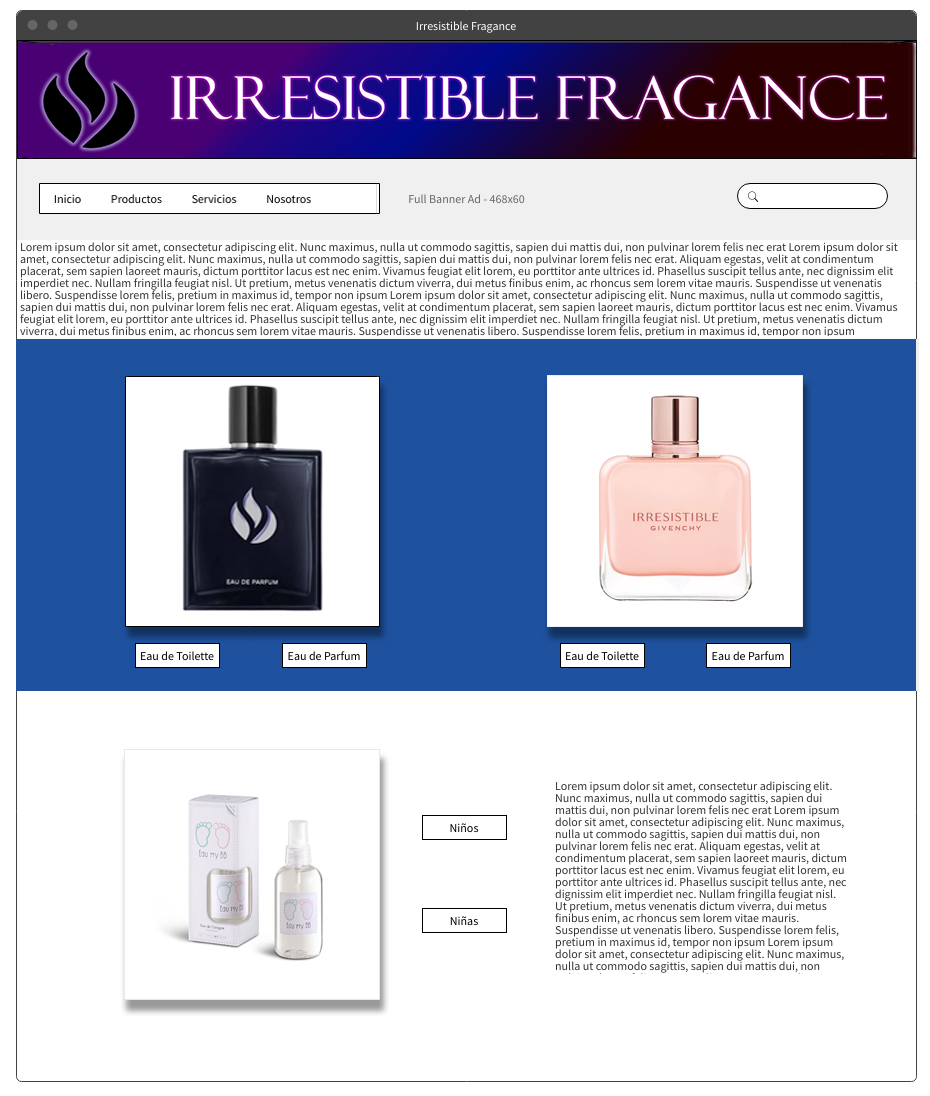 Irresistible Fragance
IRRESISTIBLE FRAGANCE
Inicio Productos Servicios Nosotros
Full Banner Ad - 468x60
Lorem ipsum dolor sit amet, consectetur adipiscing elit. Nunc maximus, nulla ut commodo sagittis, sapien dui mattis dui, non pulvinar lorem felis nec erat Lorem ipsum dolor sit
amet, consectetur adipiscing elit. Nunc maximus, nulla ut commodo sagittis, sapien dui mattis dui, non pulvinar lorem felis nec erat. Aliquam egestas, velit at condimentum
placerat, sem sapien laoreet mauris, dictum porttitor lacus est nec enim. Vivamus feugiat elit lorem, eu porttitor ante ultrices id. Phasellus suscipit tellus ante, nec dignissim elit
imperdiet nec. Nullam fringilla feugiat nisl. Ut pretium, metus venenatis dictum viverra, dui metus finibus enim, ac rhoncus sem lorem vitae mauris. Suspendisse ut venenatis
libero. Suspendisse lorem felis, pretium in maximus id, tempor non ipsum Lorem ipsum dolor sit amet, consectetur adipiscing elit. Nunc maximus, nulla ut commodo sagittis,
sapien dui mattis dui, non pulvinar lorem felis nec erat. Aliquam egestas, velit at condimentum placerat, sem sapien laoreet mauris, dictum porttitor lacus est nec enim. Vivamus
feugiat elit lorem, eu porttitor ante ultrices id. Phasellus suscipit tellus ante, nec dignissim elit imperdiet nec. Nullam fringilla feugiat nisl. Ut pretium, metus venenatis dictum
viverra, dui metus finibus enim, ac rhoncus sem lorem vitae mauris. Suspendisse ut venenatis libero. Suspendisse lorem felis, pretium in maximus id, tempor non ipsum
EAU DE PARFUM
IRRESISTIBLE
GIVENCHY
Eau de Toilette Eau de Parfum
Eau de Toilette Eau de Parfum
Eau my BB
Eau my BB
Eau my BB
Niños
Niñas
Lorem ipsum dolor sit amet, consectetur adipiscing elit.
Nunc maximus, nulla ut commodo sagittis, sapien dui
mattis dui, non pulvinar lorem felis nec erat Lorem ipsum
dolor sit amet, consectetur adipiscing elit. Nunc maximus,
nulla ut commodo sagittis, sapien dui mattis dui, non
pulvinar lorem felis nec erat. Aliquam egestas, velit at
condimentum placerat, sem sapien laoreet mauris, dictum
porttitor lacus est nec enim. Vivamus feugiat elit lorem, eu
porttitor ante ultrices id. Phasellus suscipit tellus ante, nec
dignissim elit imperdiet nec. Nullam fringilla feugiat nisl.
Ut pretium, metus venenatis dictum viverra, dui metus
finibus enim, ac rhoncus sem lorem vitae mauris.
Suspendisse ut venenatis libero. Suspendisse lorem felis,
pretium in maximus id, tempor non ipsum Lorem ipsum
dolor sit amet, consectetur adipiscing elit. Nunc maximus,
nulla ut commodo sagittis, sapien dui mattis dui, non